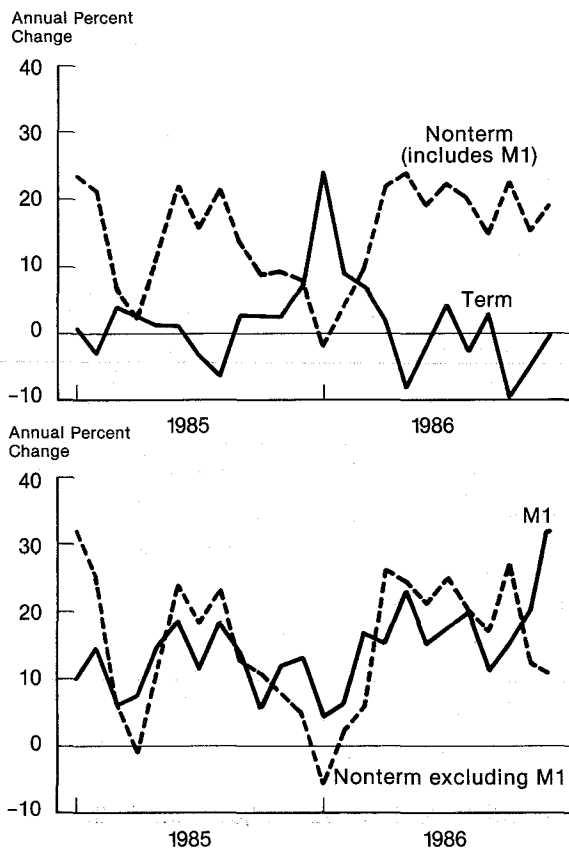 Annual Percent
Change
40
30
20
10
0
-10
Nonterm
(includes M1)
Term
1985
1986
Annual Percent
Change
40
30
20
10
0
-10
M1
Nonterm excluding M1
1985
1986